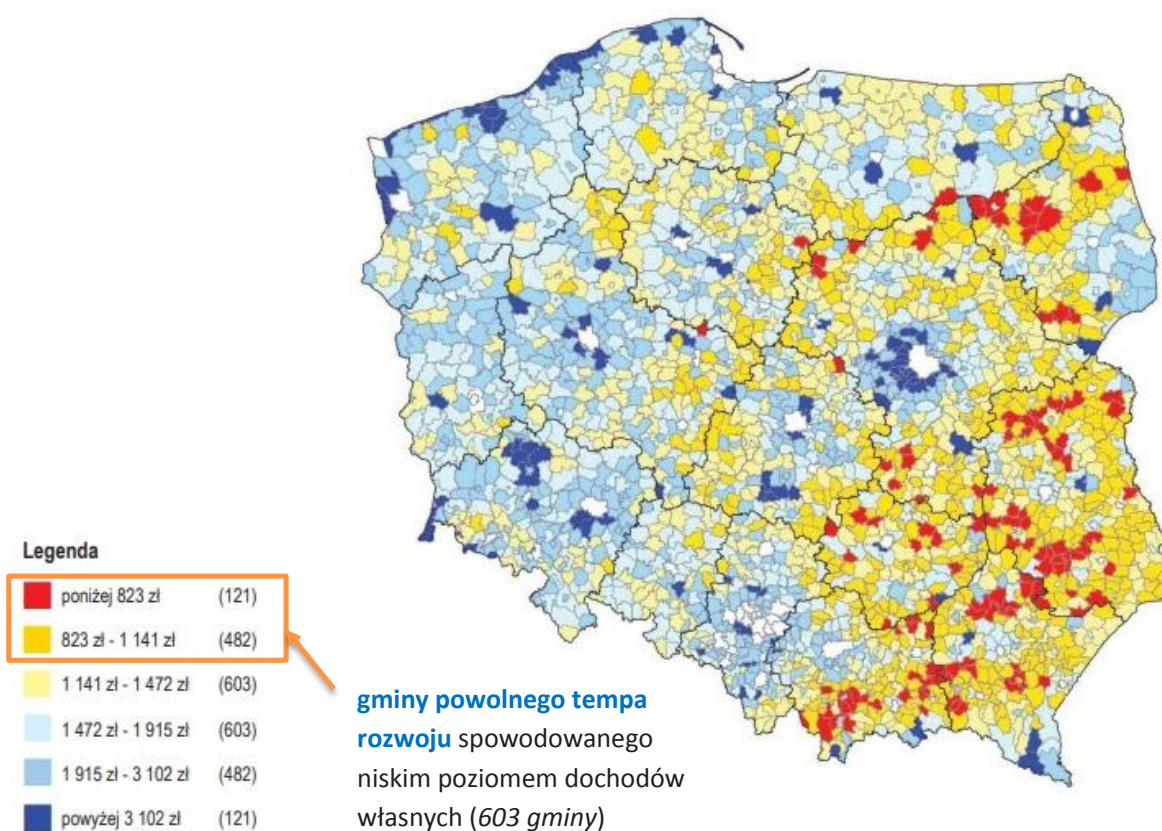 Legenda
poniżej 823 zł (121)
823 zł - 1 141 zł (482)
1 141 zł - 1 472 zł (603)
1 472 zł - 1 915 zł (603)
1 915 zł - 3 102 zł (482)
powyżej 3 102 zł (121)
gminy powolnego tempa
rozwoju spowodowanego
niskim poziomem dochodów
własnych (603 gminy)